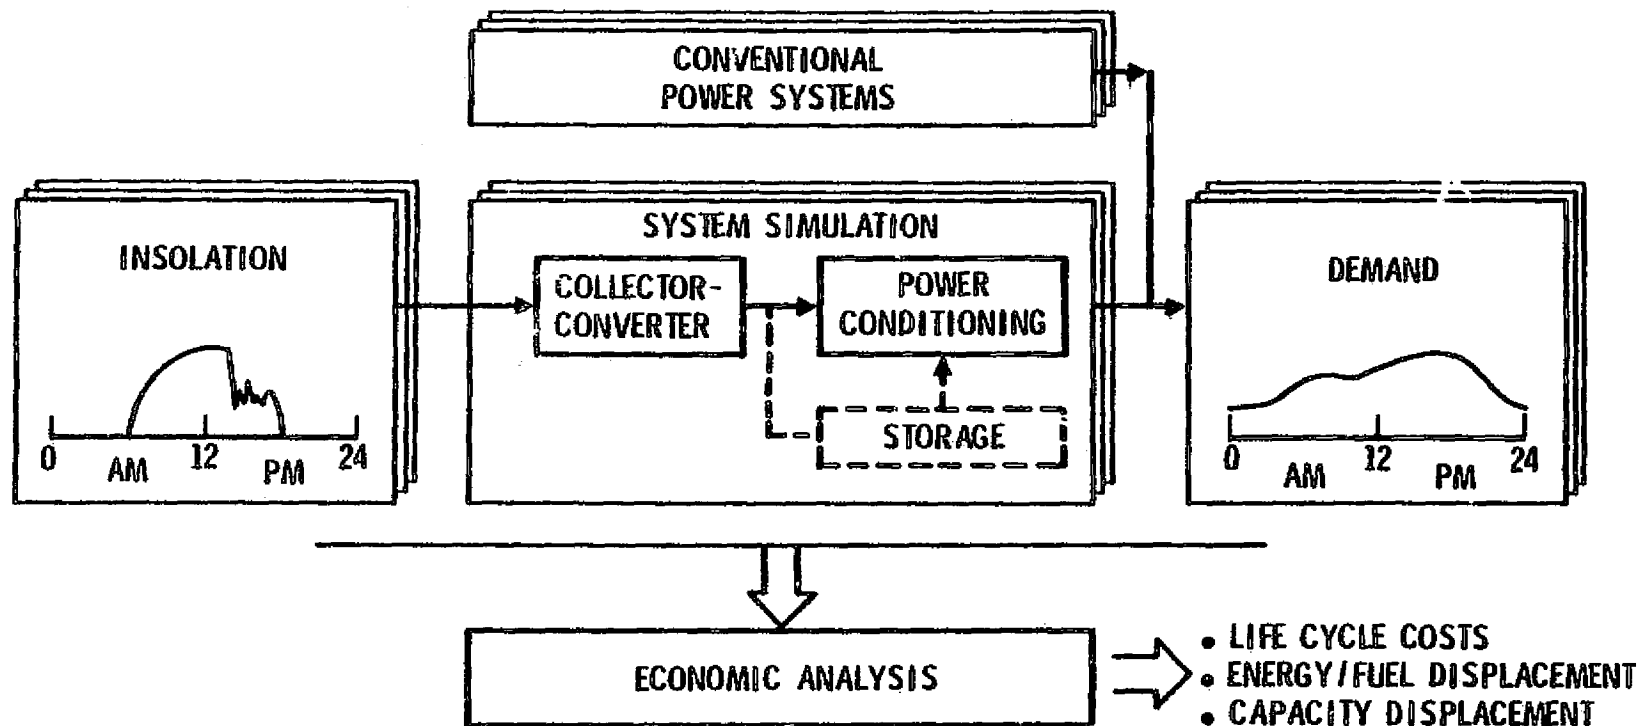 CONVENTIONAL
POWER SYSTEMS
INSOLATION
0 12 24
AM PM
SYSTEM SIMULATION
COLLECTOR-
CONVERTER
POWER
CONDITIONING
STORAGE
DEMAND
0 12 24
AM PM
ECONOMIC ANALYSIS
• LIFE CYCLE COSTS
• ENERGY/FUEL DISPLACEMENT
• CAPACITY DISPLACEMENT